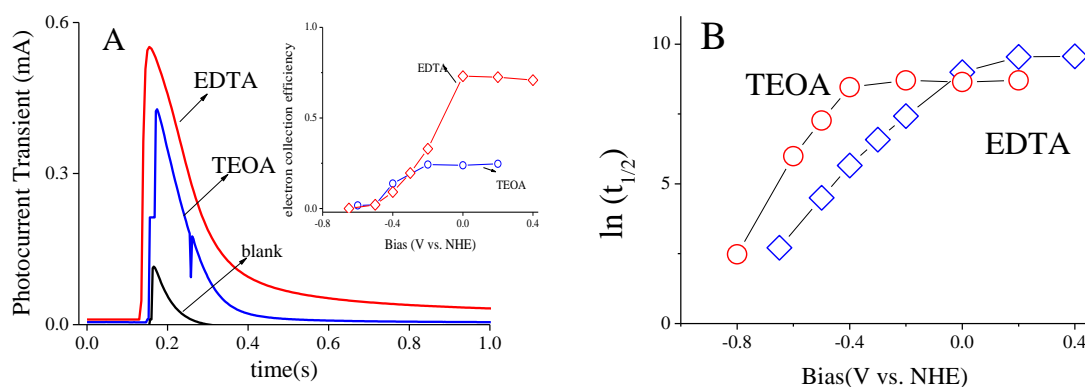 A
Photocurrent Transient (mA)
0.6
0.3
0.0
0.0 0.2 0.4 0.6 0.8 1.0
time(s)
EDTA
TEOA
blank
electron collection efficiency
1.0
0.5
0.0
-0.8 -0.4 0.0 0.4
Bias (V vs. NHE)
EDTA
TEOA
B
ln (t1/2)
10
5
0
-0.8 -0.4 0.0 0.4
Bias(V vs. NHE)
TEOA
EDTA